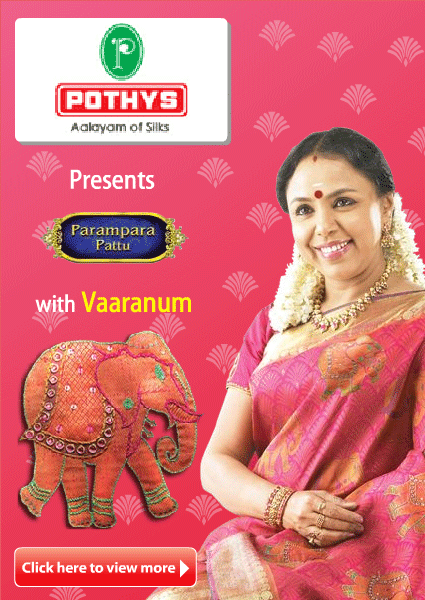 P
POTHYS
Aalayam of Silks
Presents
Parampara
Pattu
with Vaaranum
Click here to view more